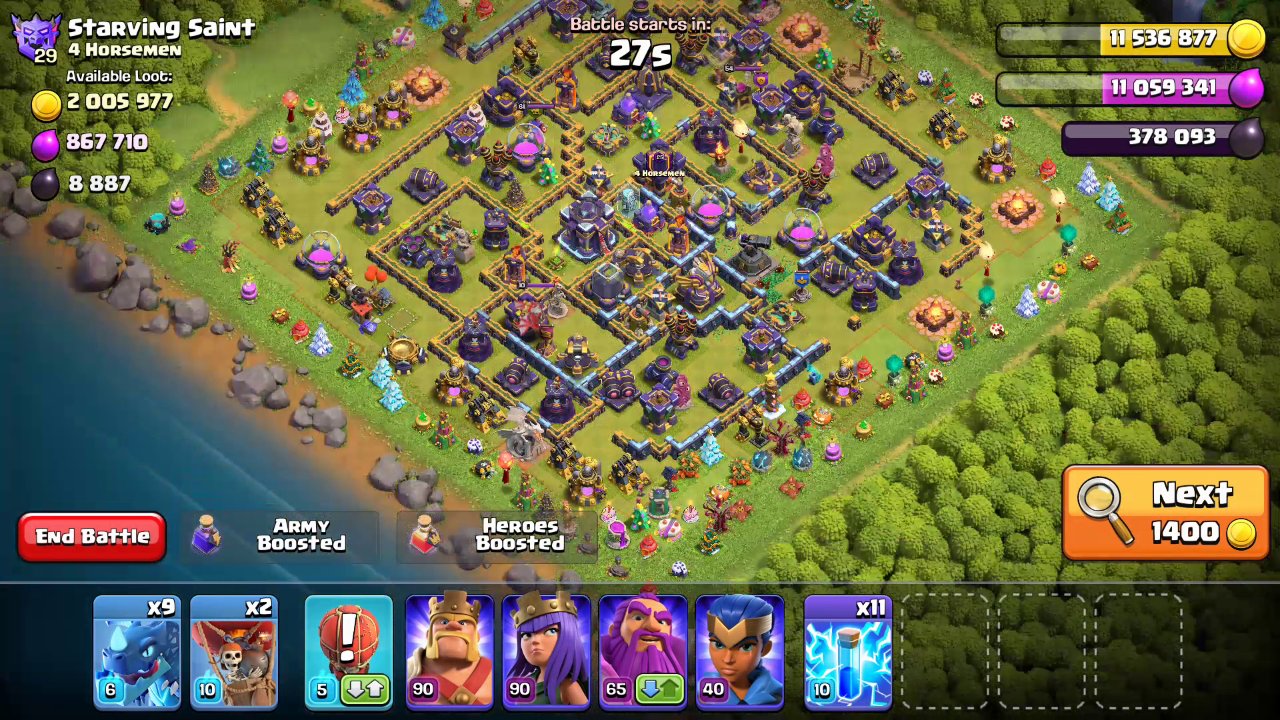 Starving Saint
29
4 Horsemen
Available Loot:
2 005 977
867 710
8 887
Battle starts in:
27s
11 536 877
11 059 341
378 093
4 HORSEMEN
End Battle
Army Boosted
Heroes Boosted
Next
1400
x9
6
x2
10
!
5
90
90
65
40
x11
10